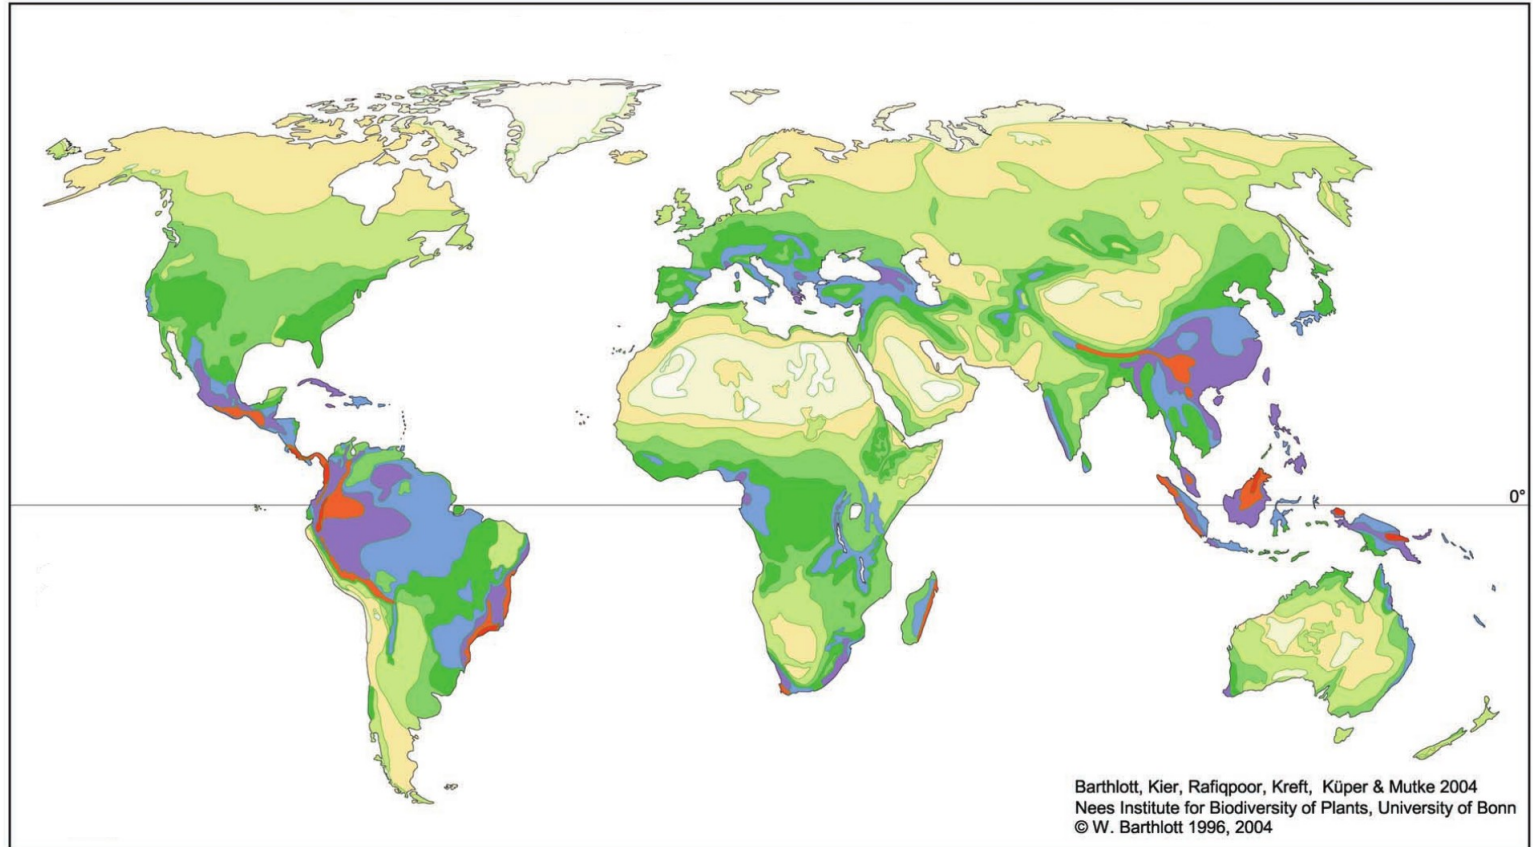 0°
Barthlott, Kier, Rafiqpoor, Kreft, Küper & Mutke 2004
Nees Institute for Biodiversity of Plants, University of Bonn
© W. Barthlott 1996, 2004